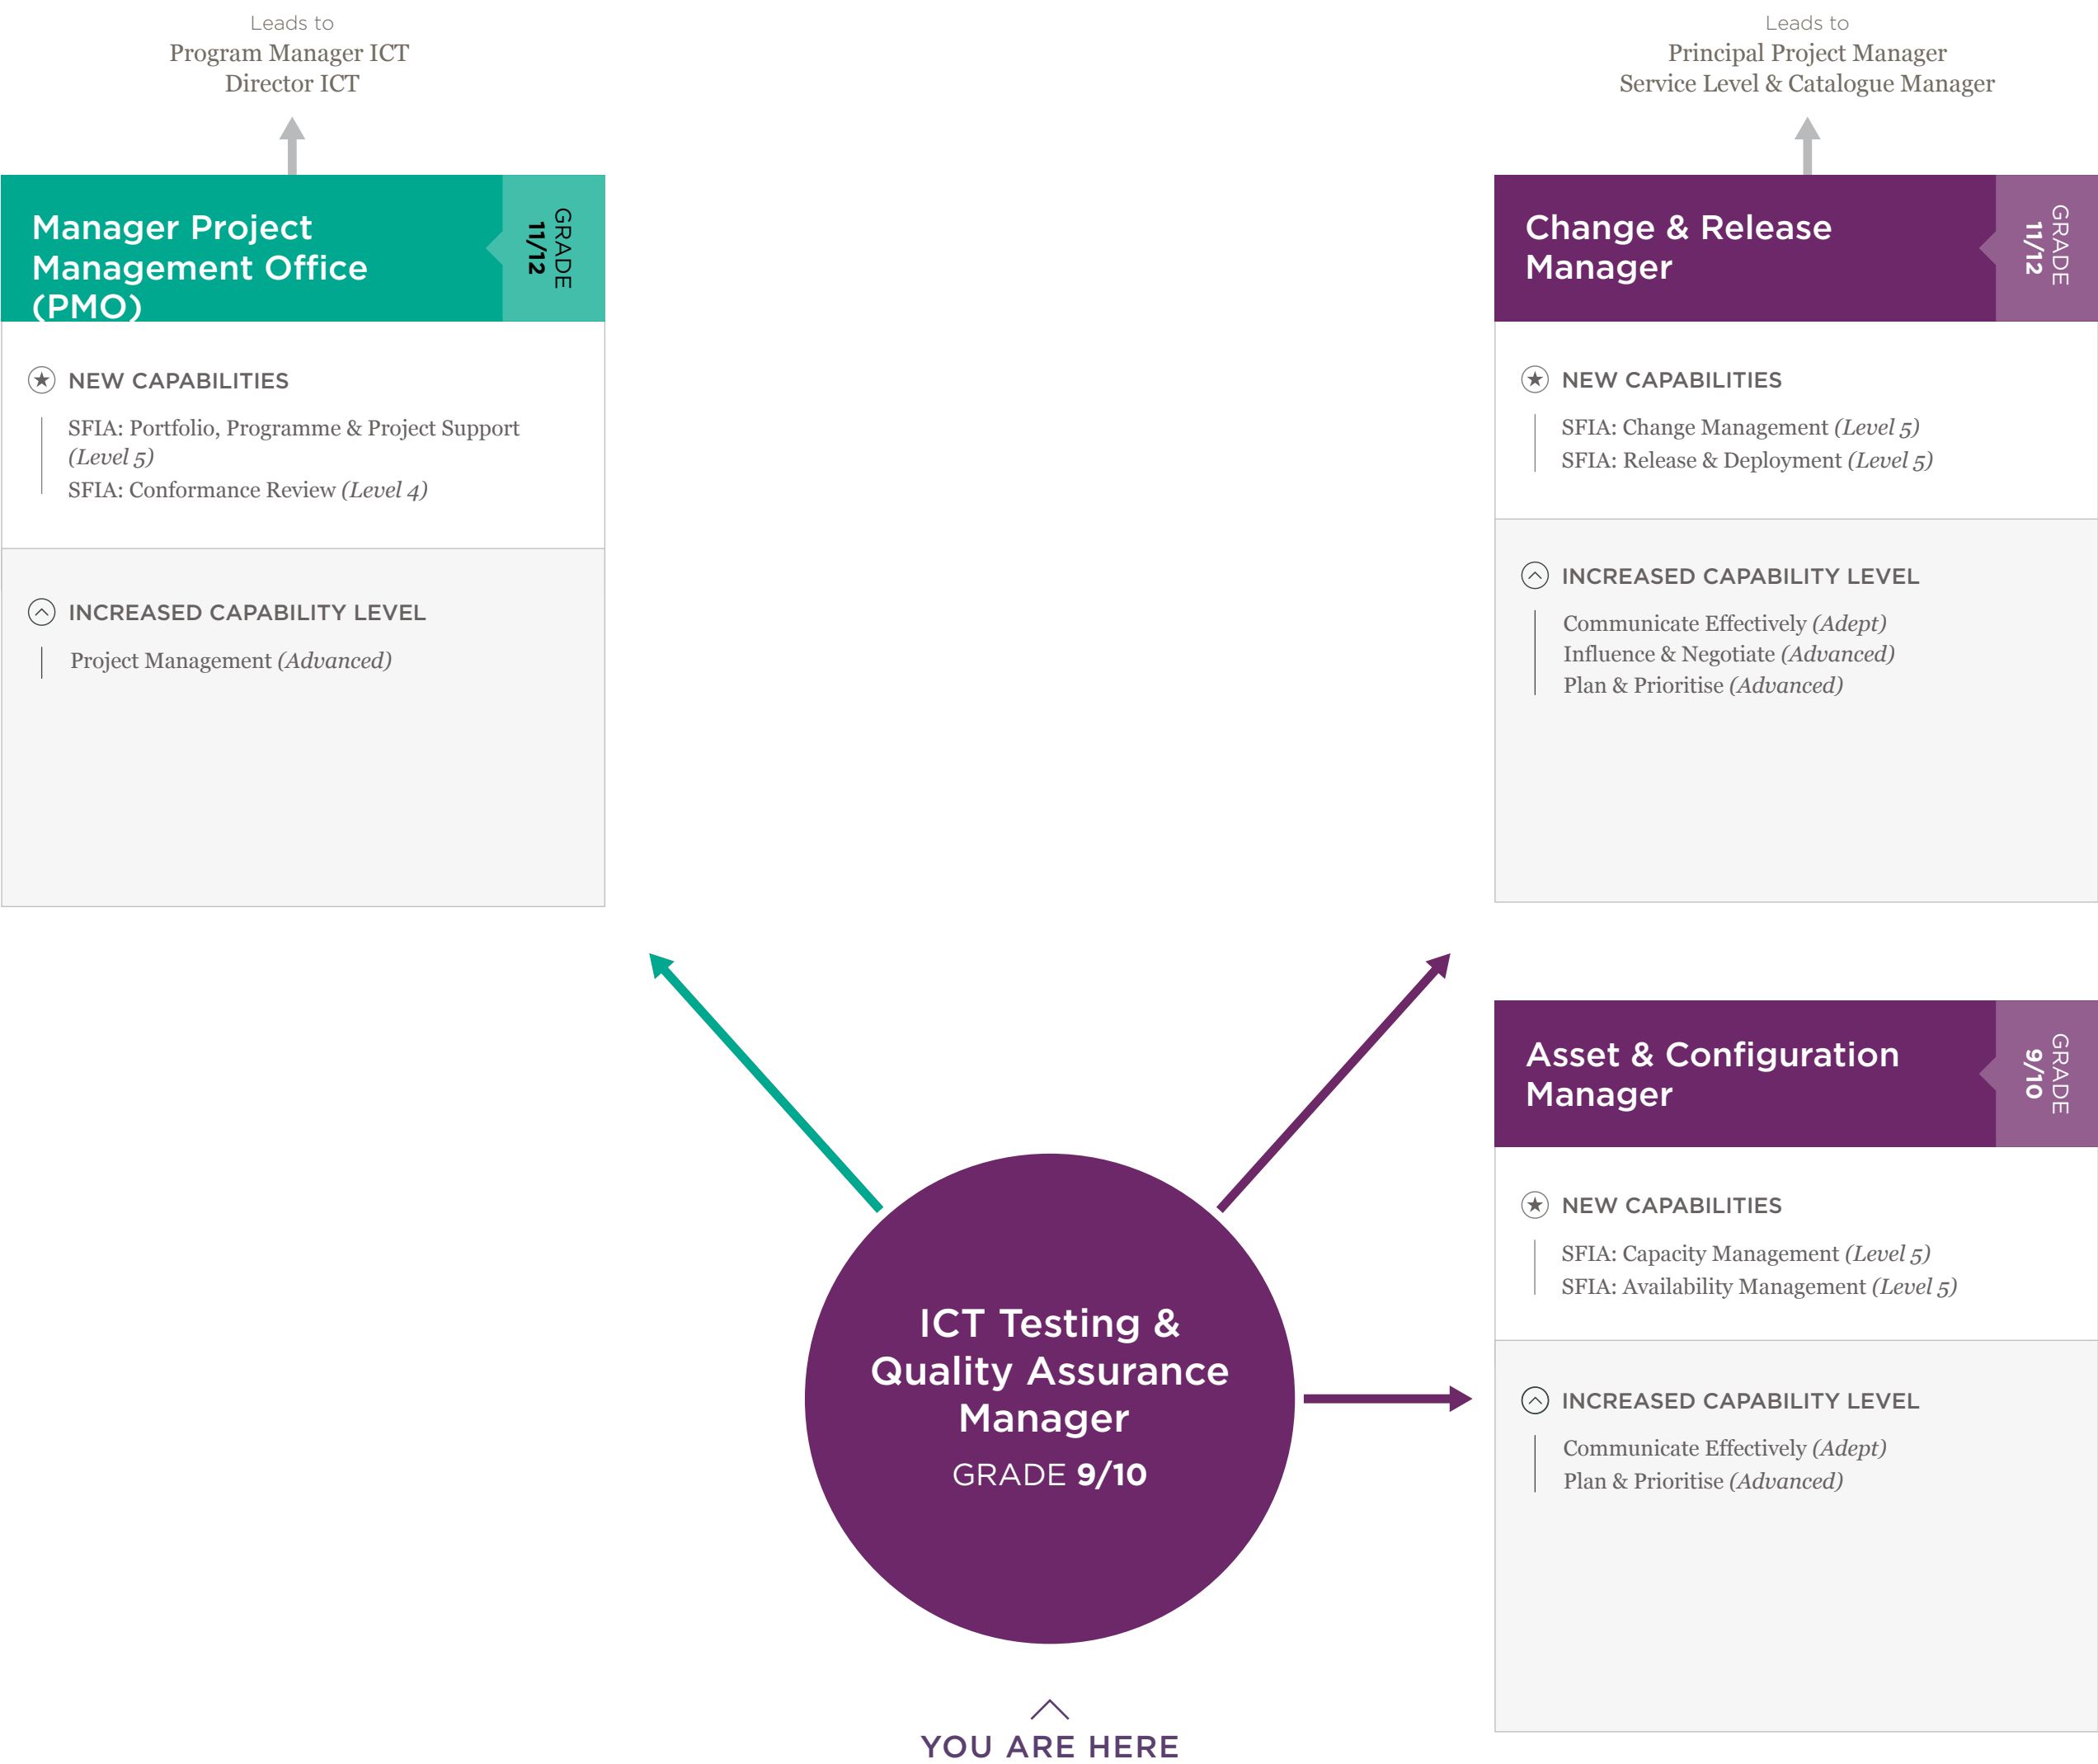 Leads to
Program Manager ICT
Director ICT
Manager Project
Management Office
(PMO)
GRADE
11/12
NEW CAPABILITIES
SFIA: Portfolio, Programme & Project Support
(Level 5)
SFIA: Conformance Review (Level 4)
INCREASED CAPABILITY LEVEL
Project Management (Advanced)
Leads to
Principal Project Manager
Service Level & Catalogue Manager
Change & Release
Manager
GRADE
11/12
NEW CAPABILITIES
SFIA: Change Management (Level 5)
SFIA: Release & Deployment (Level 5)
INCREASED CAPABILITY LEVEL
Communicate Effectively (Adept)
Influence & Negotiate (Advanced)
Plan & Prioritise (Advanced)
Asset & Configuration
Manager
GRADE
9/10
NEW CAPABILITIES
SFIA: Capacity Management (Level 5)
SFIA: Availability Management (Level 5)
INCREASED CAPABILITY LEVEL
Communicate Effectively (Adept)
Plan & Prioritise (Advanced)
ICT Testing &
Quality Assurance
Manager
GRADE 9/10
YOU ARE HERE